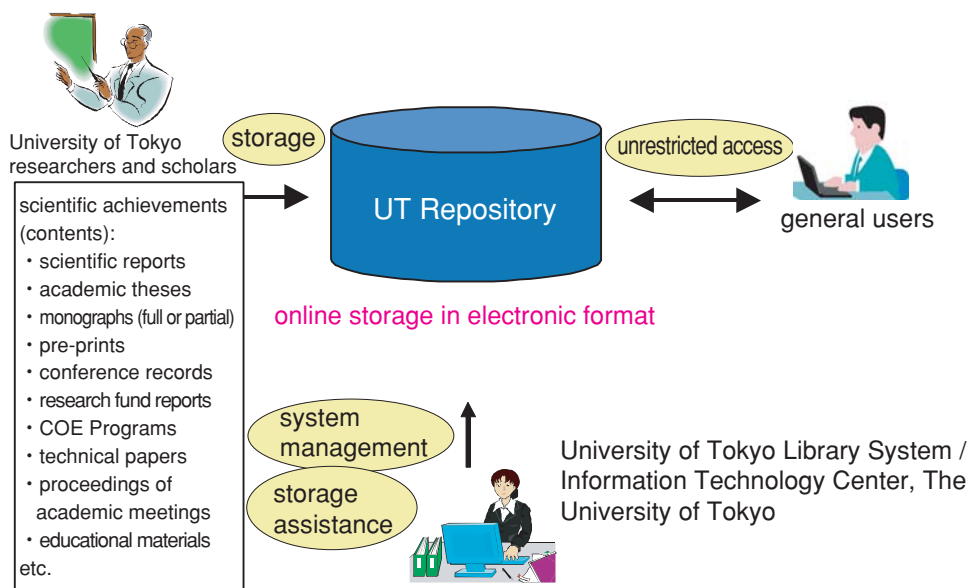 University of Tokyo
researchers and scholars
scientific achievements
(contents):
・scientific reports
・academic theses
・monographs (full or partial)
・pre-prints
・conference records
・research fund reports
・COE Programs
・technical papers
・proceedings of
academic meetings
・educational materials
etc.
storage
UT Repository
unrestricted access
general users
online storage in electronic format
system
management
storage
assistance
University of Tokyo Library System /
Information Technology Center, The
University of Tokyo